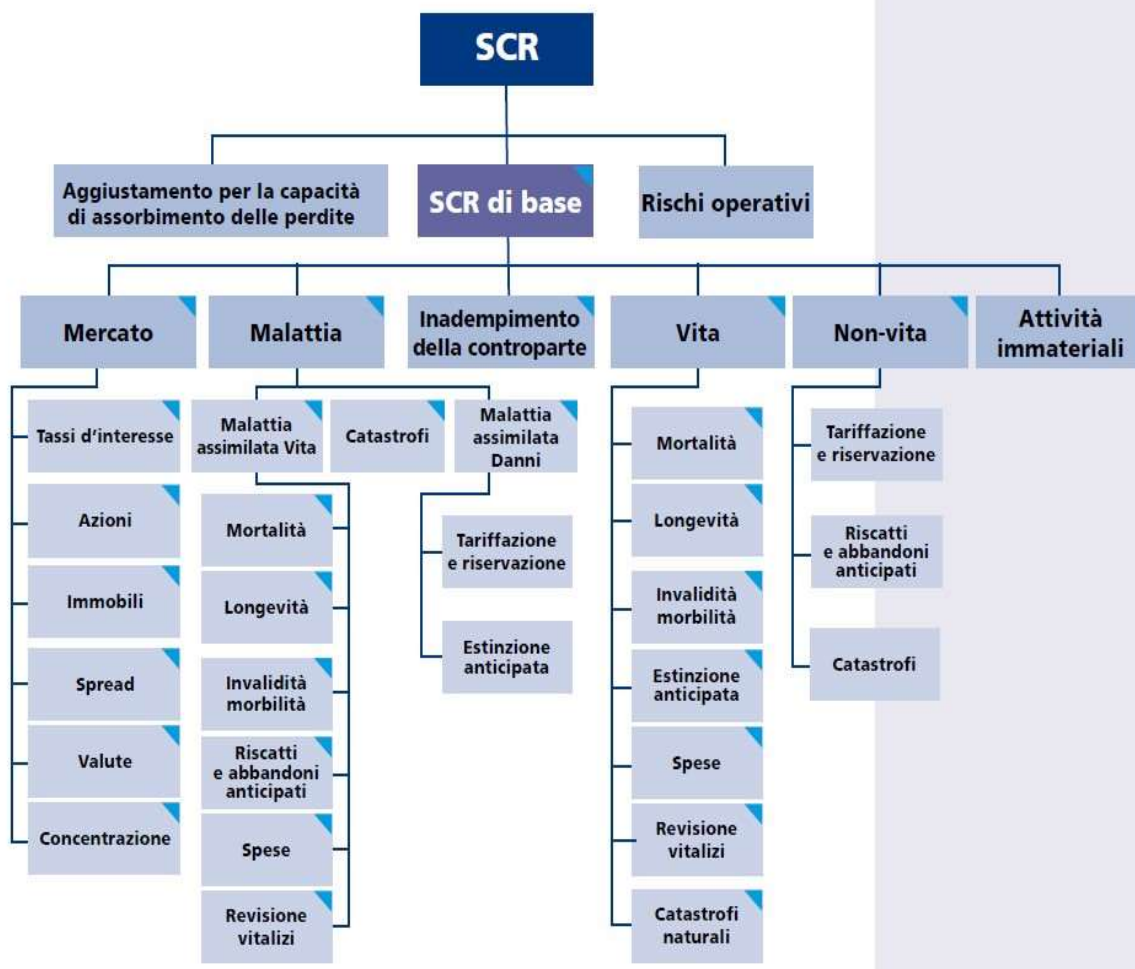 SCR
Aggiustamento per la capacità
di assorbimento delle perdite
SCR di base
Rischi operativi
Mercato
Malattia
Inadempimento
della controparte
Vita
Non-vita
Attività
immateriali
Tassi d'interesse
Azioni
Immobili
Spread
Valute
Concentrazione
Malattia
assimilata Vita
Catastrofi
Malattia
assimilata
Danni
Mortalità
Longevità
Invalidità
morbilità
Riscatti
e abbandoni
anticipati
Spese
Revisione
vitalizi
Tariffazione
e riservazione
Estinzione
anticipata
Mortalità
Longevità
Invalidità
morbilità
Estinzione
anticipata
Spese
Revisione
vitalizi
Catastrofi
naturali
Tariffazione
e riservazione
Riscatti
e abbandoni
anticipati
Catastrofi